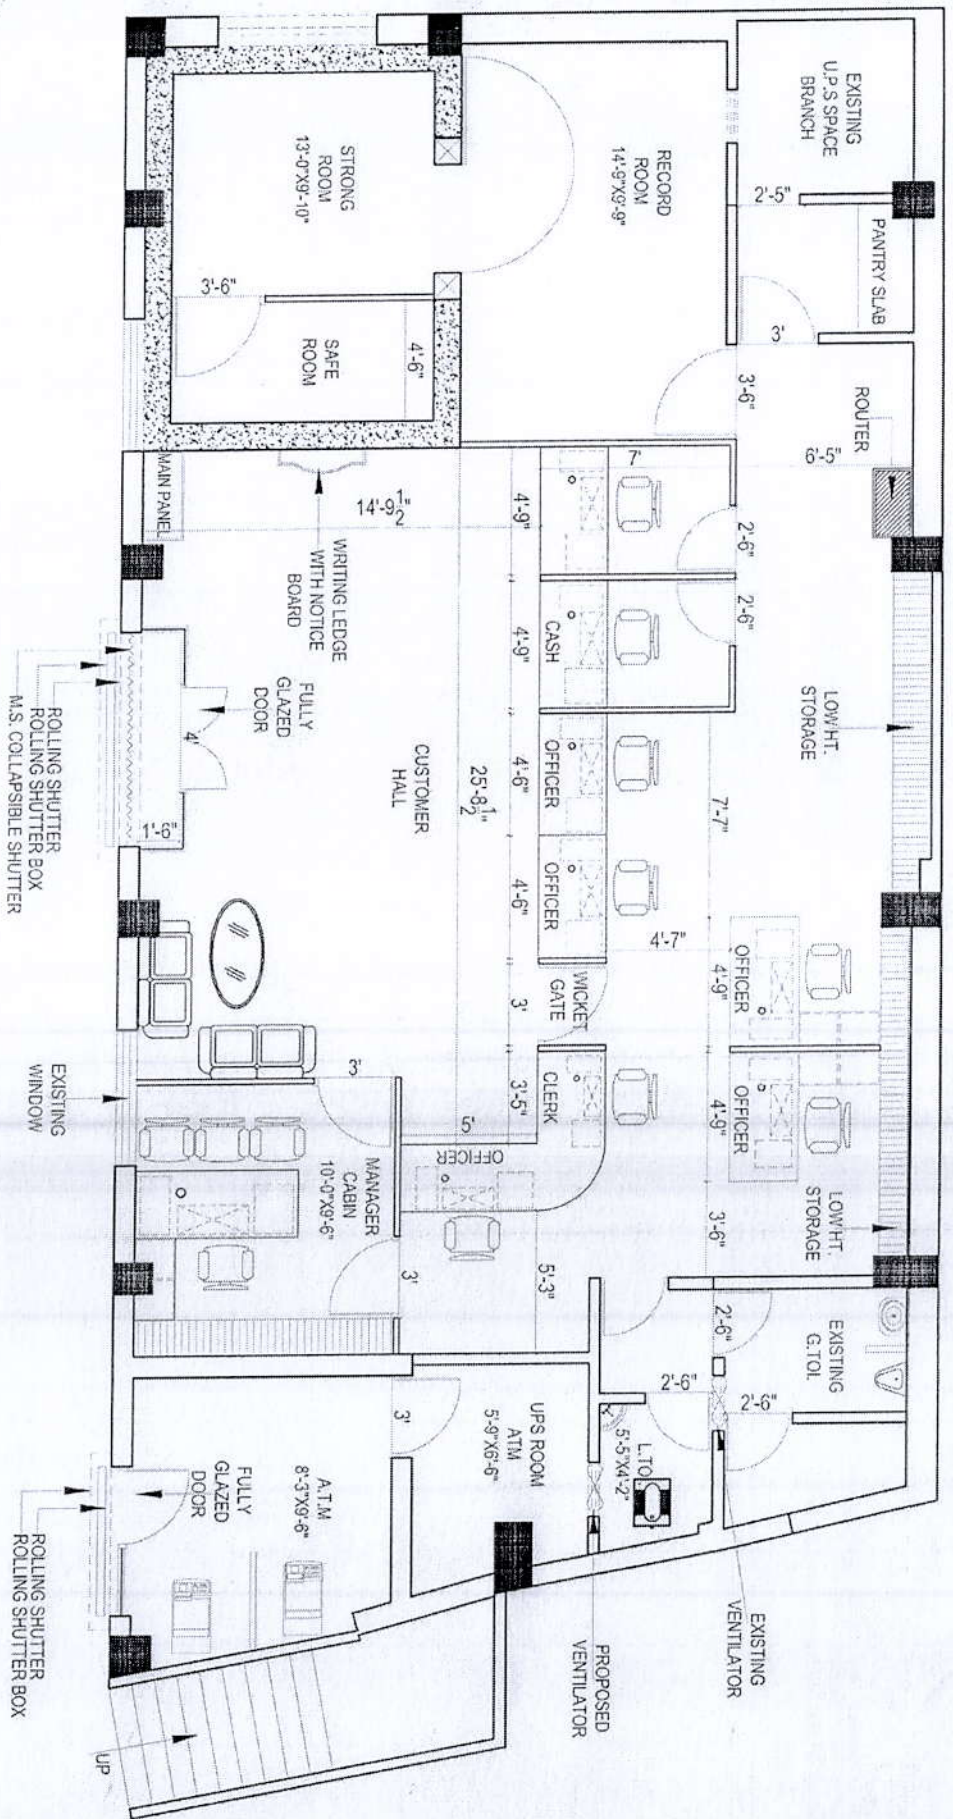 EXISTING
U.P.S SPACE
BRANCH
2'-5"
PANTRY SLAB
3'
ROUTER
6'-5"
LOW HT.
STORAGE
LOW HT.
STORAGE
EXISTING
G.TOI.
2'-6"
2'-6"
EXISTING
VENTILATOR
RECORD
ROOM
14'-9"X9'-9"
3'-6"
7'
2'-6"
2'-6"
7'-7"
4'-7"
OFFICER
4'-9"
OFFICER
4'-9"
3'-6"
2'-6"
5'-5"X4'-2"
PROPOSED
VENTILATOR
4'-9"
4'-9"
CASH
4'-6"
OFFICER
4'-6"
OFFICER
3'
WICKET
GATE
3'-5"
CLERK
5'
OFFICER
5'-3"
UPS ROOM
ATM
5'-9"X6'-6"
STRONG
ROOM
13'-0"X9'-10"
3'-6"
SAFE
ROOM
4'-6"
14'-9 1/2"
25'-8 1/2"
CUSTOMER
HALL
WRITING LEDGE
WITH NOTICE
BOARD
MAIN PANEL
FULLY
GLAZED
DOOR
4'
1'-6"
3'
MANAGER
CABIN
10'-0"X9'-6"
3'
3'
A.T.M
8'-3"X9'-6"
FULLY
GLAZED
DOOR
ROLLING SHUTTER
ROLLING SHUTTER BOX
M.S. COLLAPSIBLE SHUTTER
EXISTING
WINDOW
ROLLING SHUTTER
ROLLING SHUTTER BOX
UP